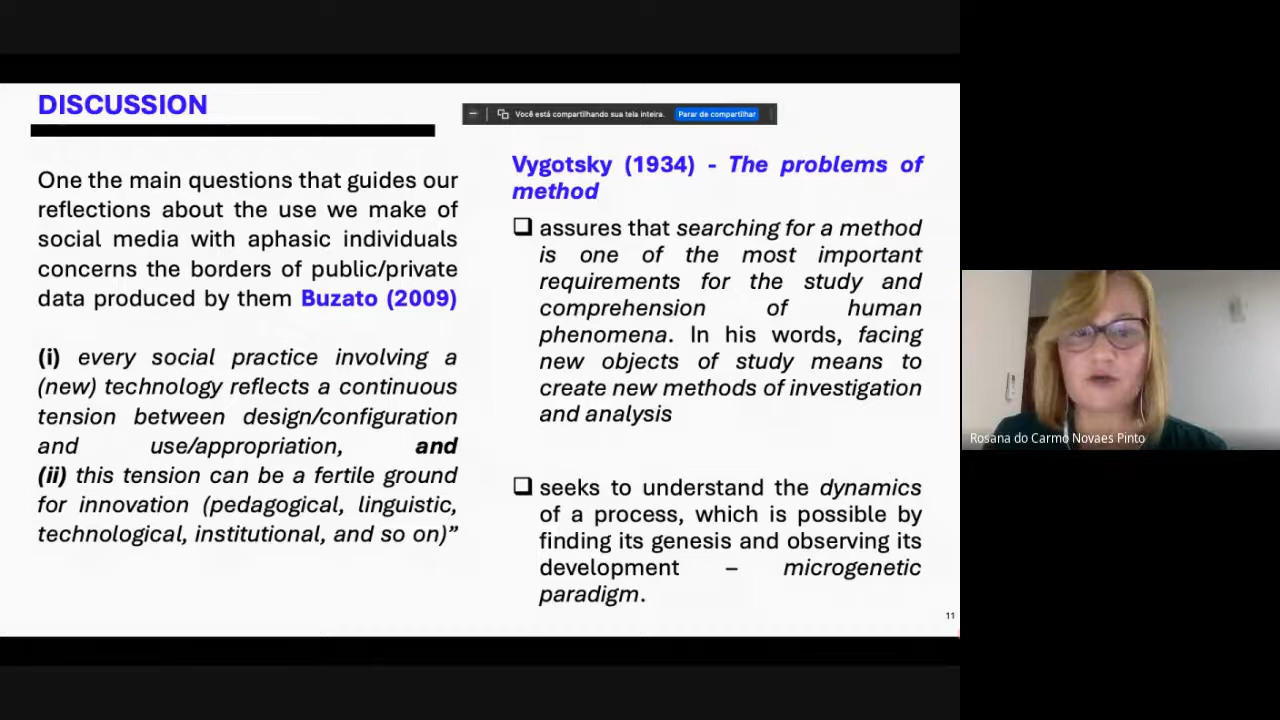 DISCUSSION
Você está compartilhando sua tela inteira. Parar de compartilhar
One the main questions that guides our
reflections about the use we make of
social media with aphasic individuals
concerns the borders of public/private
data produced by them Buzato (2009)
(i) every social practice involving a
(new) technology reflects a continuous
tension between design/configuration
and use/appropriation, and
(ii) this tension can be a fertile ground
for innovation (pedagogical, linguistic,
technological, institutional, and so on)”
Vygotsky (1934) - The problems of
method
❑ assures that searching for a method
is one of the most important
requirements for the study and
comprehension of human
phenomena. In his words, facing
new objects of study means to
create new methods of investigation
and analysis
❑ seeks to understand the dynamics
of a process, which is possible by
finding its genesis and observing its
development – microgenetic
paradigm.
11
Rosana do Carmo Novaes Pinto